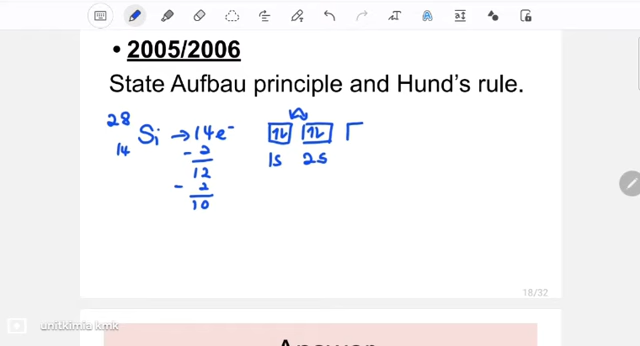 • 2005/2006
State Aufbau principle and Hund's rule.
28
14 Si → 14e⁻ ⥮ ⥮
- 2 1s 2s
12
- 2
10
18/32
unitkimia kmk
Answer